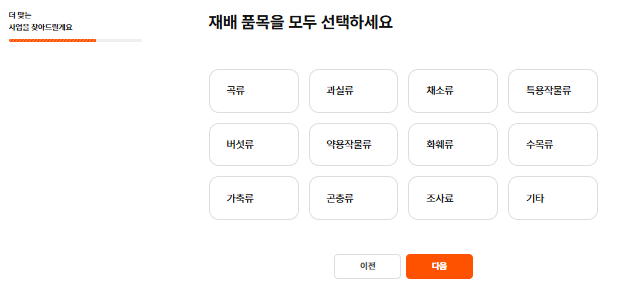 더 맞는
사업을 찾아드릴게요
재배 품목을 모두 선택하세요
곡류
과실류
채소류
특용작물류
버섯류
약용작물류
화훼류
수목류
가축류
곤충류
조사료
기타
이전
다음